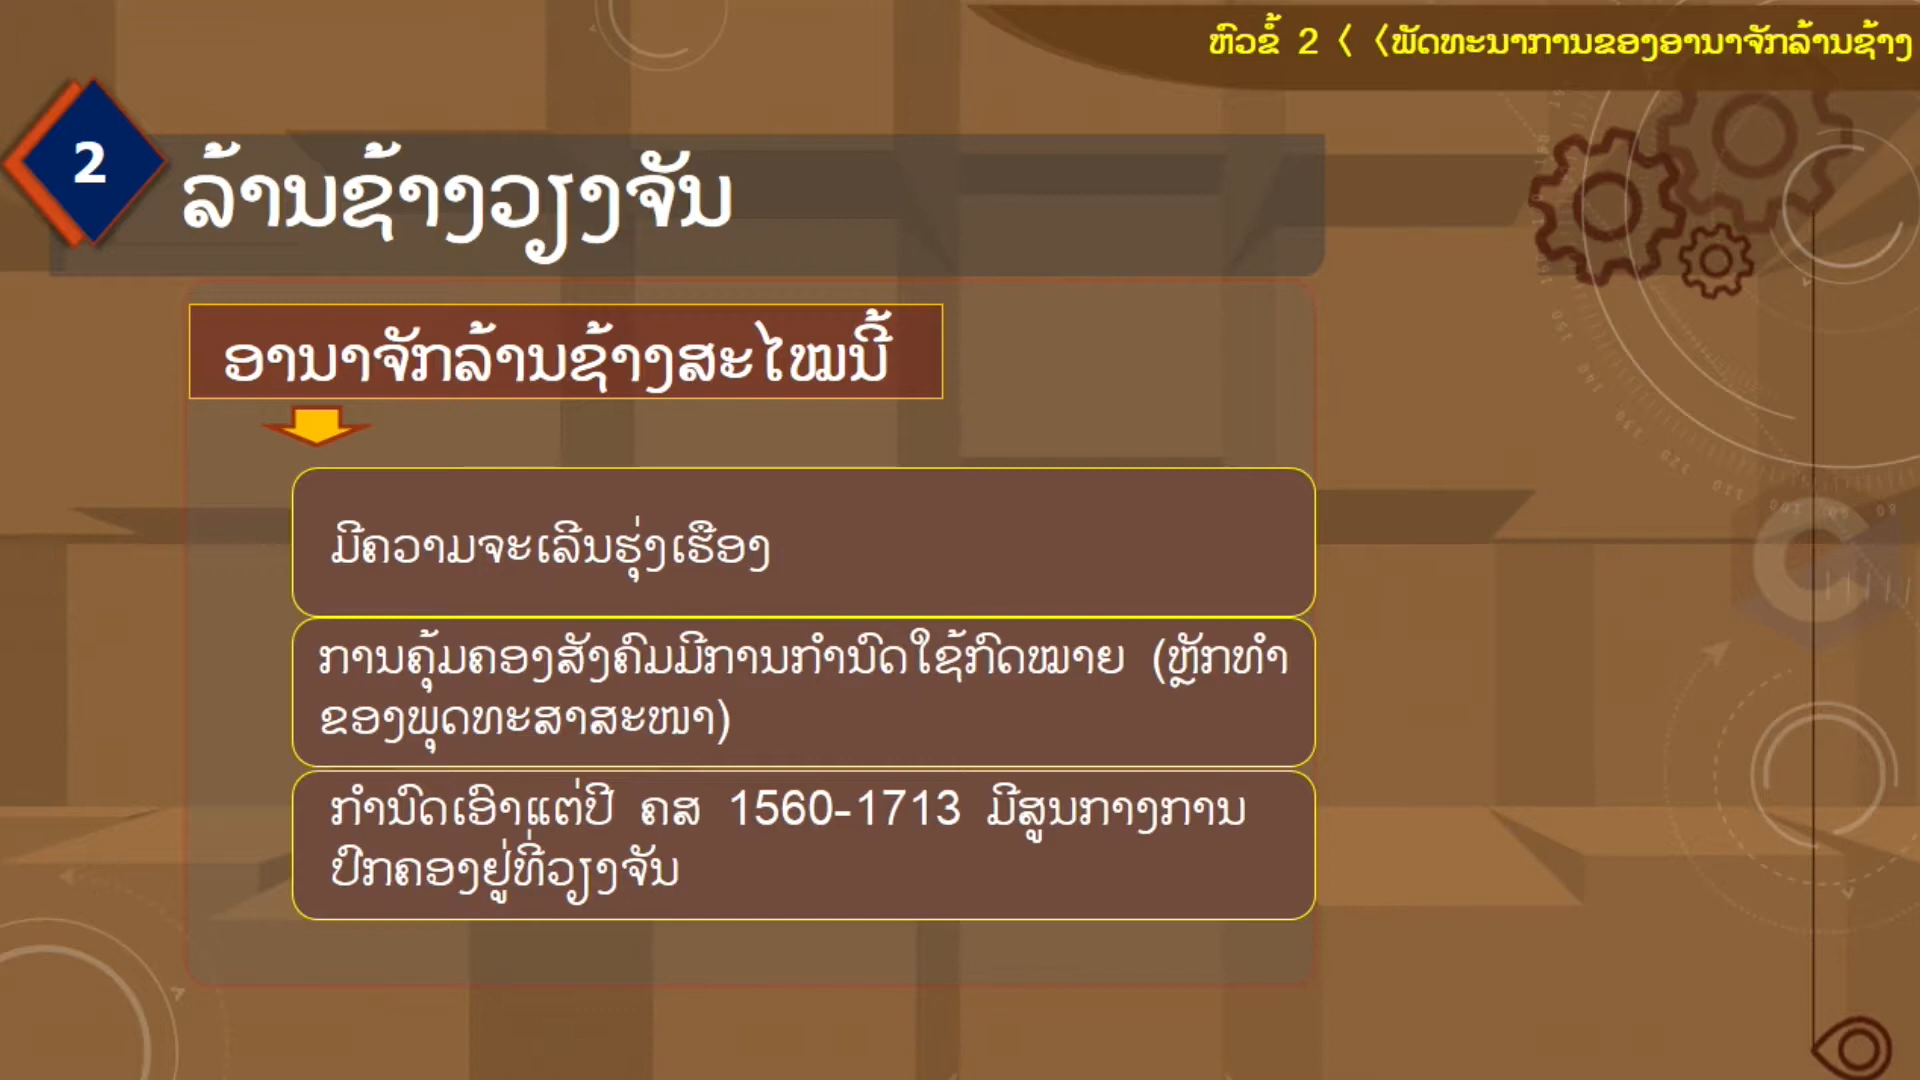 ຫົວຂໍ້ 2 〈〈ພັດທະນາການຂອງອານາຈັກລ້ານຊ້າງ
2
ລ້ານຊ້າງວຽງຈັນ
ອານາຈັກລ້ານຊ້າງສະໄໝນີ້
ມີຄວາມຈະເລີນຮຸ່ງເຮືອງ
ການຄຸ້ມຄອງສັງຄົມມີການກຳນົດໃຊ້ກົດໝາຍ (ຫຼັກທຳ
ຂອງພຸດທະສາສະໜາ)
ກຳນົດເອົາແຕ່ປີ ຄສ 1560-1713 ມີສູນກາງການ
ປົກຄອງຢູ່ທີ່ວຽງຈັນ